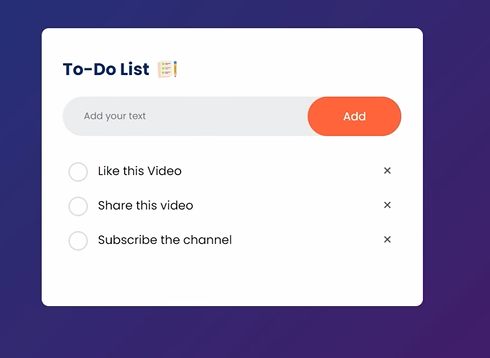 To-Do List
Add your text
Add
Like this Video
Share this video
Subscribe the channel